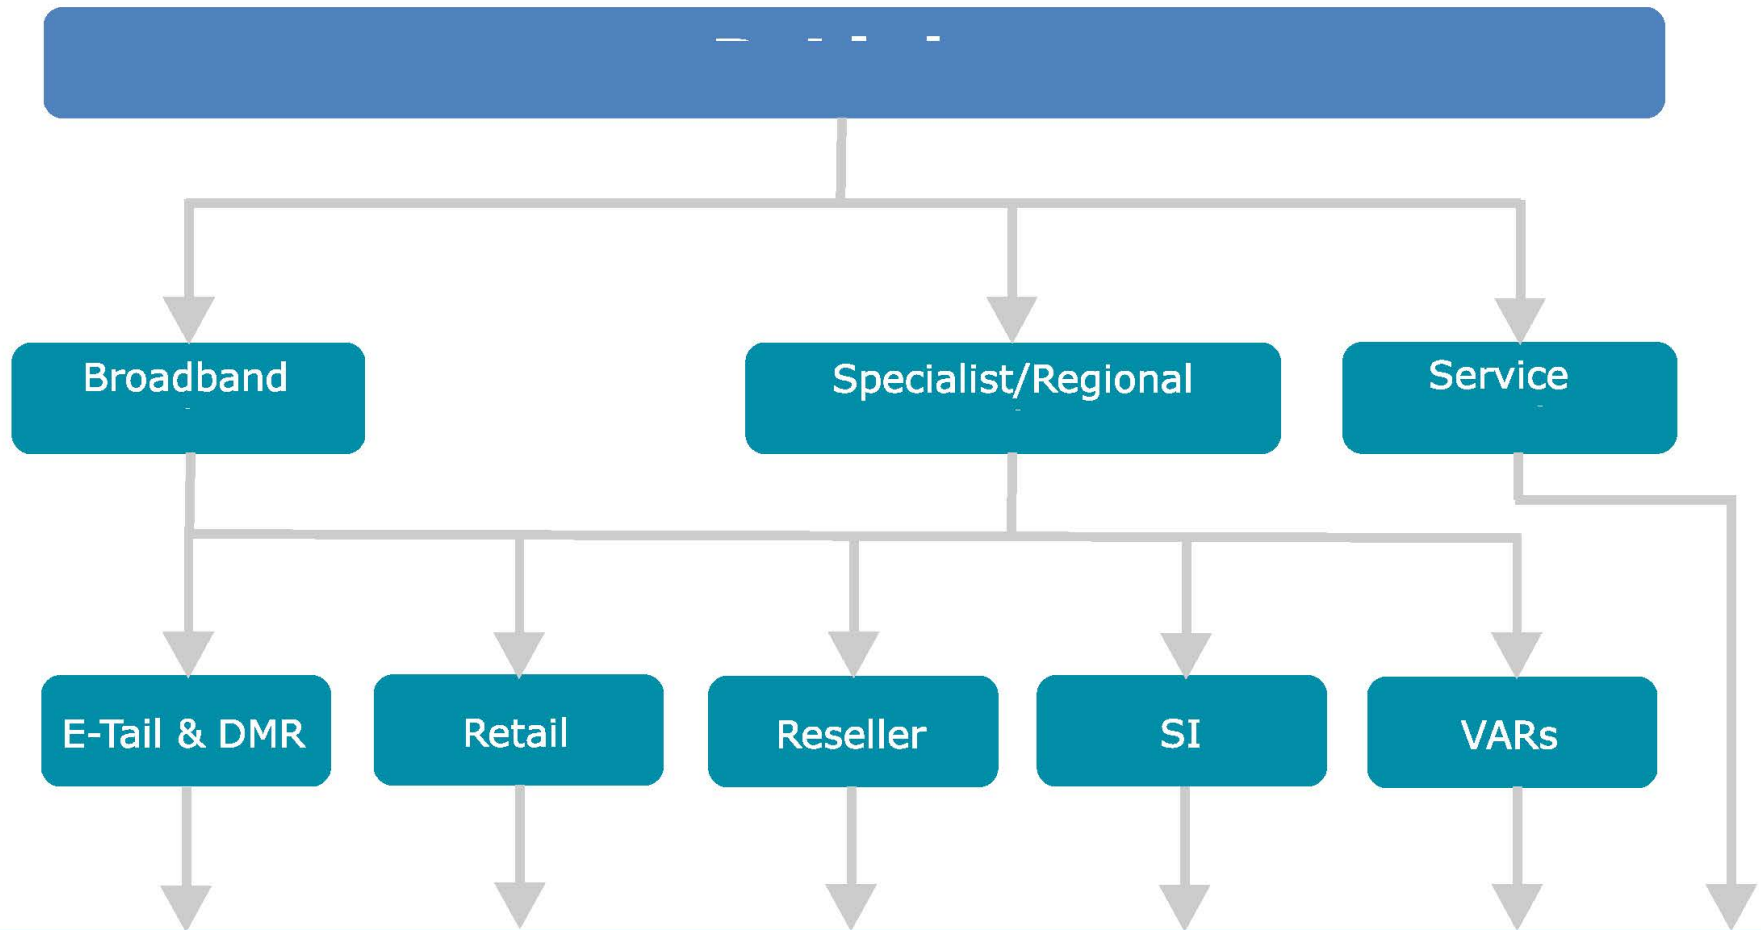 Broadband
Specialist/Regional
Service
E-Tail & DMR
Retail
Reseller
SI
VARs